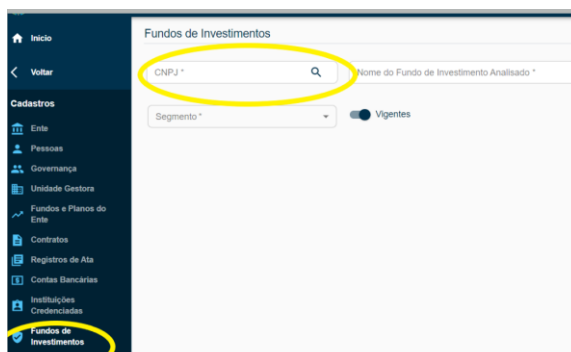 Início
Voltar
Cadastros
Ente
Pessoas
Governança
Unidade Gestora
Fundos e Planos do
Ente
Contratos
Registros de Ata
Contas Bancárias
Instituições
Credenciadas
Fundos de
Investimentos
Fundos de Investimentos
CNPJ *
Nome do Fundo de Investimento Analisado *
Segmento *
Vigentes